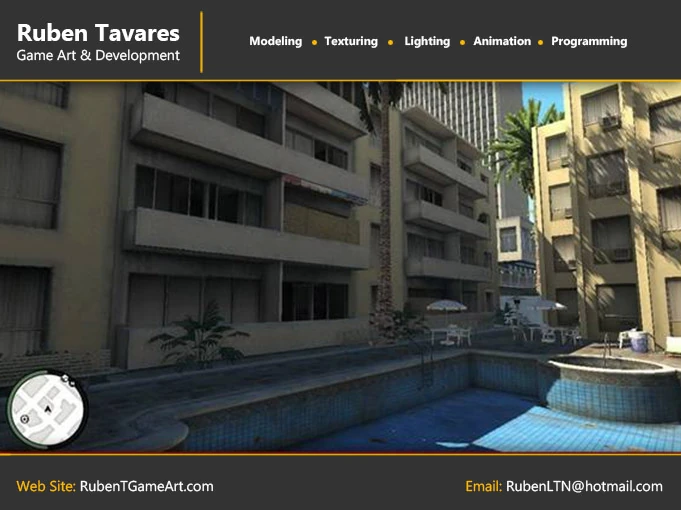 Ruben Tavares
Game Art & Development
Modeling • Texturing • Lighting • Animation • Programming
Web Site: RubenTGameArt.com
Email: RubenLTN@hotmail.com